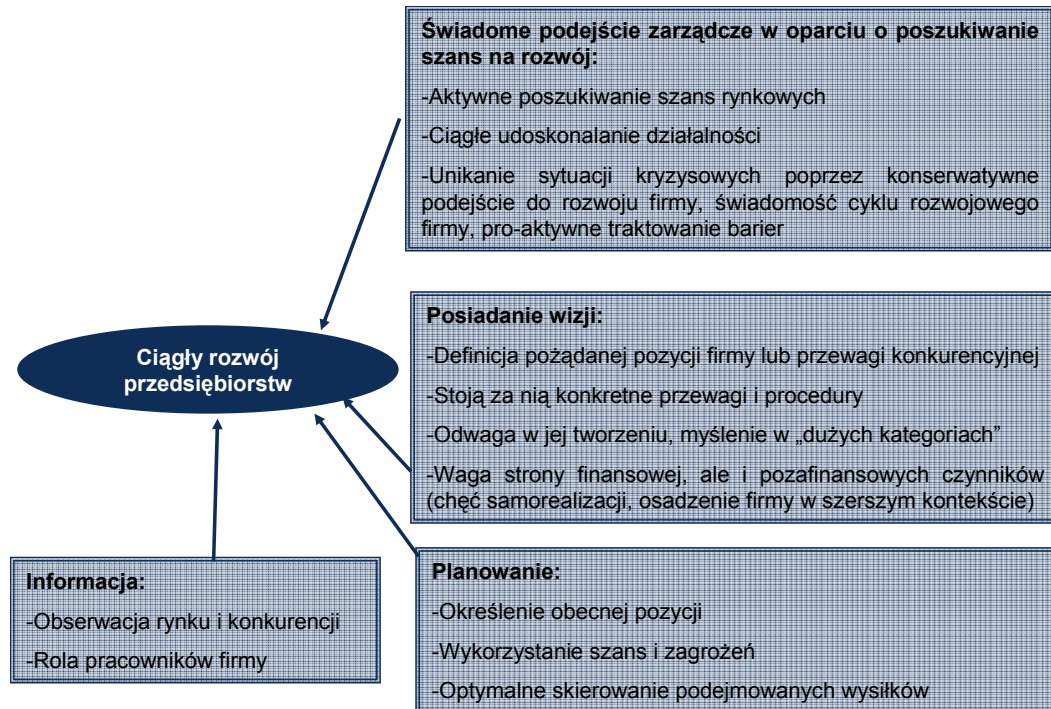 Świadome podejście zarządcze w oparciu o poszukiwanie
szans na rozwój:
-Aktywne poszukiwanie szans rynkowych
-Ciągłe udoskonalanie działalności
-Unikanie sytuacji kryzysowych poprzez konserwatywne
podejście do rozwoju firmy, świadomość cyklu rozwojowego
firmy, pro-aktywne traktowanie barier
Ciągły rozwój
przedsiębiorstw
Posiadanie wizji:
-Definicja pożądanej pozycji firmy lub przewagi konkurencyjnej
-Stoją za nią konkretne przewagi i procedury
-Odwaga w jej tworzeniu, myślenie w „dużych kategoriach”
-Waga strony finansowej, ale i pozafinansowych czynników
(chęć samorealizacji, osadzenie firmy w szerszym kontekście)
Informacja:
-Obserwacja rynku i konkurencji
-Rola pracowników firmy
Planowanie:
-Określenie obecnej pozycji
-Wykorzystanie szans i zagrożeń
-Optymalne skierowanie podejmowanych wysiłków